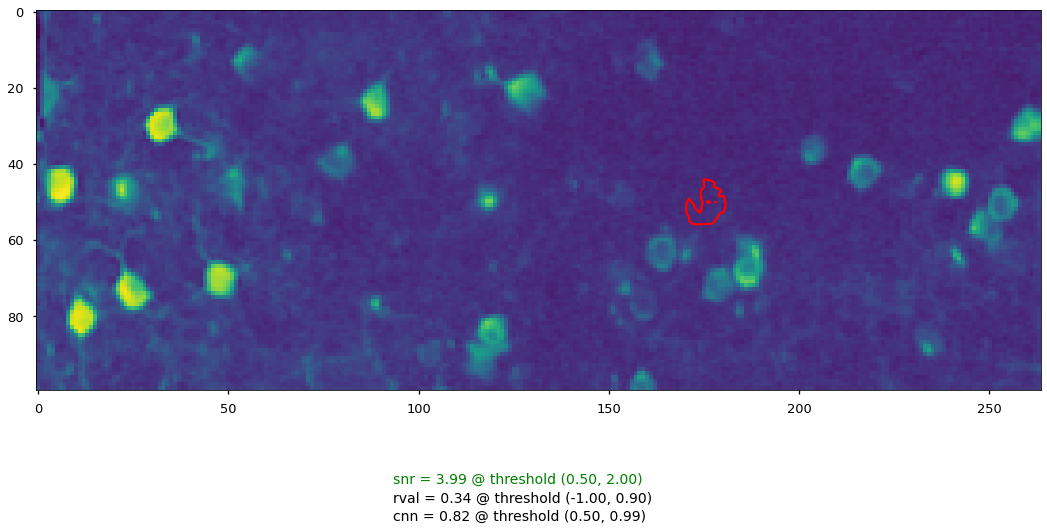 0
20
40
60
80
0 50 100 150 200 250
snr = 3.99 @ threshold (0.50, 2.00)
rval = 0.34 @ threshold (-1.00, 0.90)
cnn = 0.82 @ threshold (0.50, 0.99)